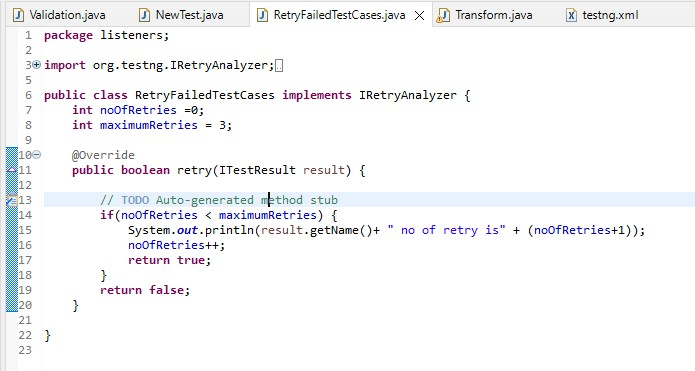 Validation.java NewTest.java RetryFailedTestCases.java Transform.java testng.xml
1 package listeners;
2
3 import org.testng.IRetryAnalyzer;
5
6 public class RetryFailedTestCases implements IRetryAnalyzer {
7 int noOfRetries =0;
8 int maximumRetries = 3;
9
10 @Override
11 public boolean retry(ITestResult result) {
12
13 // TODO Auto-generated method stub
14 if(noOfRetries < maximumRetries) {
15 System.out.println(result.getName()+ " no of retry is" + (noOfRetries+1));
16 noOfRetries++;
17 return true;
18 }
19 return false;
20 }
21
22 }
23